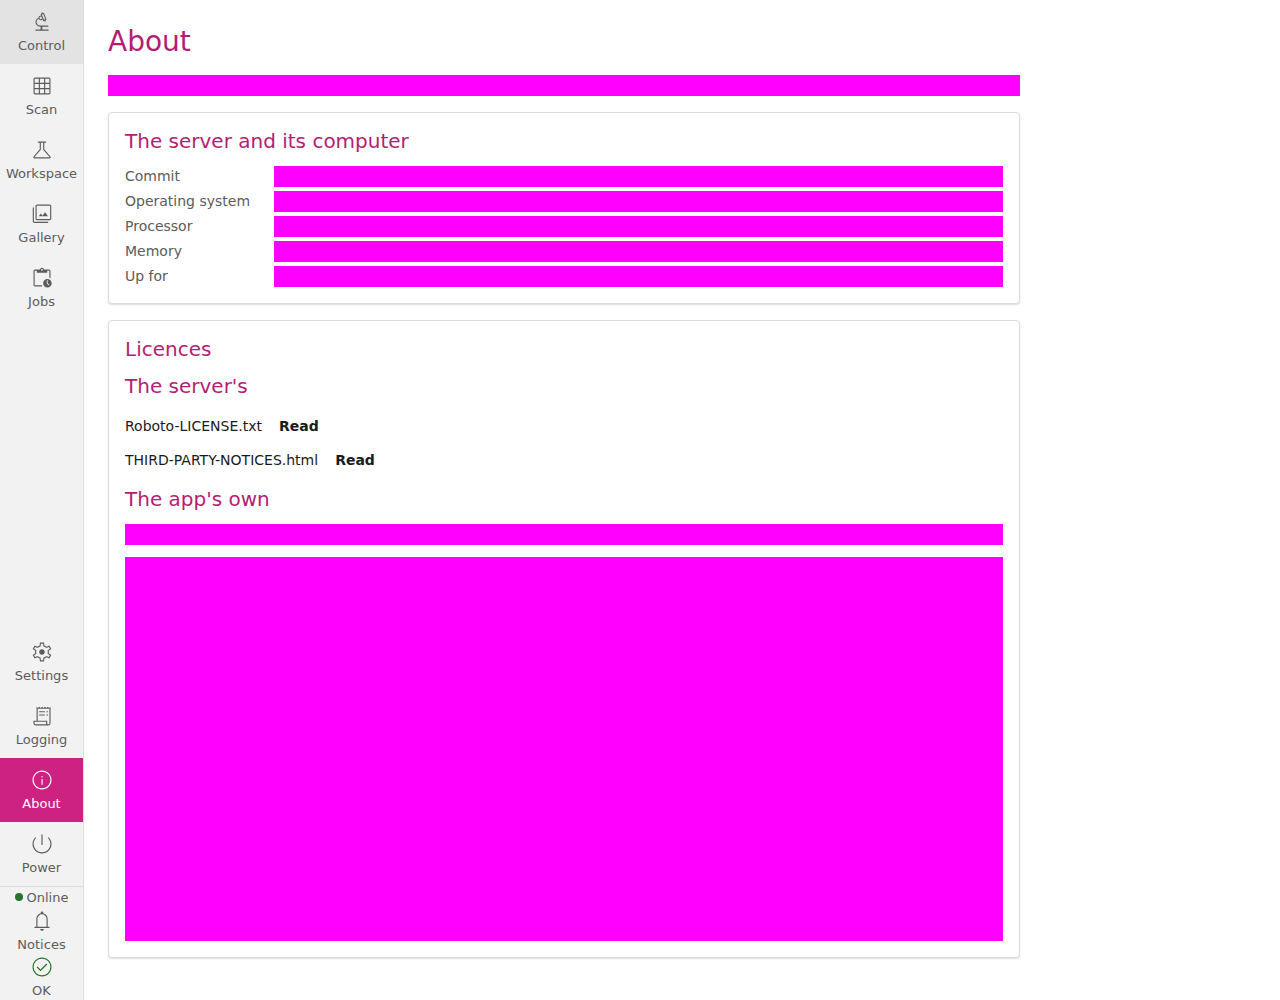 Control
Scan
Workspace
Gallery
Jobs
Settings
Logging
About
Power
Online
Notices
OK
About
The server and its computer
Commit
Operating system
Processor
Memory
Up for
Licences
The server's
Roboto-LICENSE.txt Read
THIRD-PARTY-NOTICES.html Read
The app's own